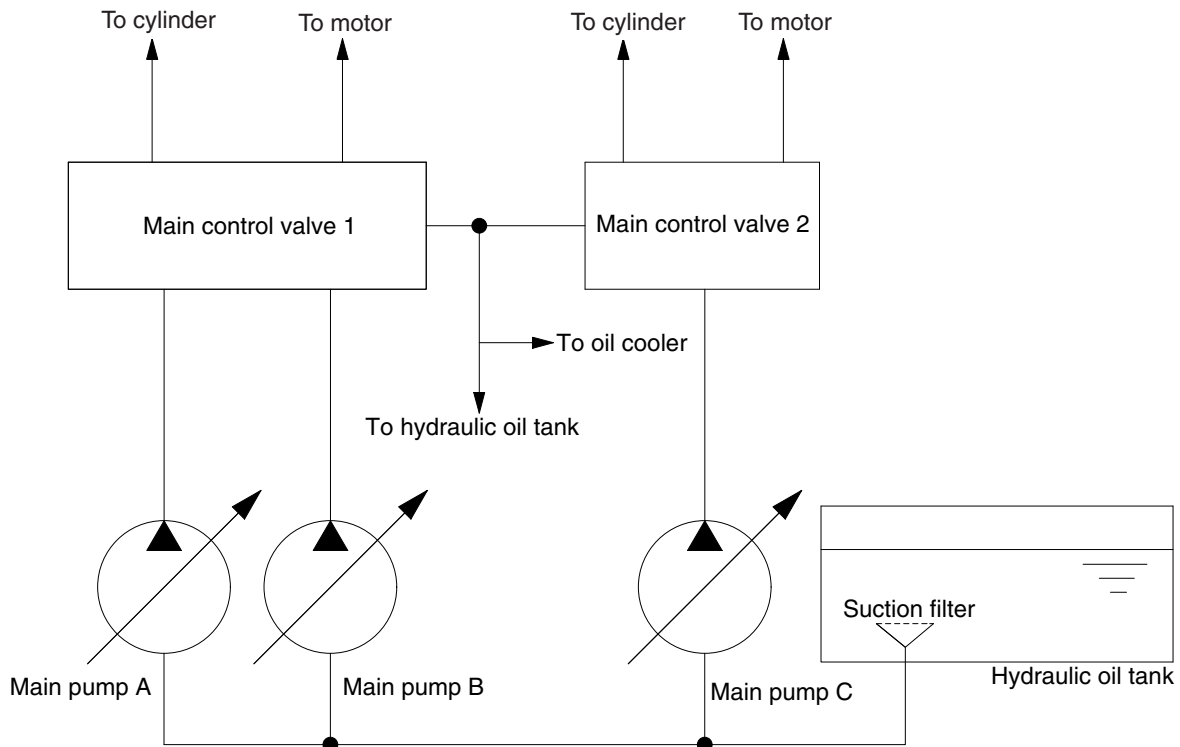 To cylinder
To motor
To cylinder
To motor
Main control valve 1
Main control valve 2
To oil cooler
To hydraulic oil tank
Suction filter
Main pump A
Main pump B
Main pump C
Hydraulic oil tank